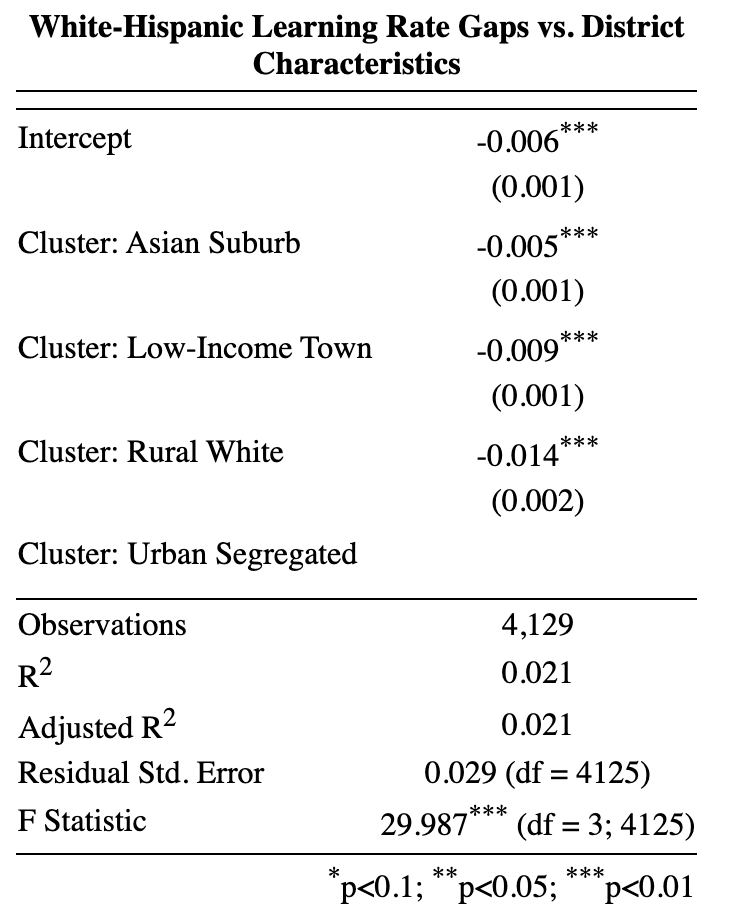 White-Hispanic Learning Rate Gaps vs. District
Characteristics
Intercept -0.006***
(0.001)
Cluster: Asian Suburb -0.005***
(0.001)
Cluster: Low-Income Town -0.009***
(0.001)
Cluster: Rural White -0.014***
(0.002)
Cluster: Urban Segregated
Observations 4,129
R² 0.021
Adjusted R² 0.021
Residual Std. Error 0.029 (df = 4125)
F Statistic 29.987*** (df = 3; 4125)
*p<0.1; **p<0.05; ***p<0.01